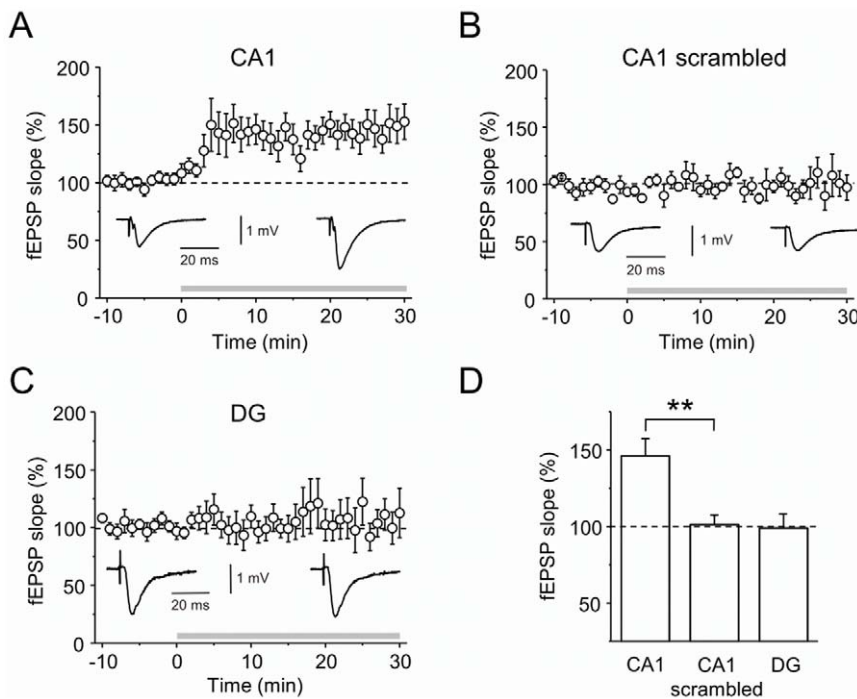 A
CA1
200
150
100
50
0
fEPSP slope (%)
20 ms
1 mV
-10 0 10 20 30
Time (min)
B
CA1 scrambled
200
150
100
50
0
fEPSP slope (%)
20 ms
1 mV
-10 0 10 20 30
Time (min)
C
DG
200
150
100
50
0
fEPSP slope (%)
20 ms
1 mV
-10 0 10 20 30
Time (min)
D
**
150
100
50
fEPSP slope (%)
CA1 CA1 DG
scrambled